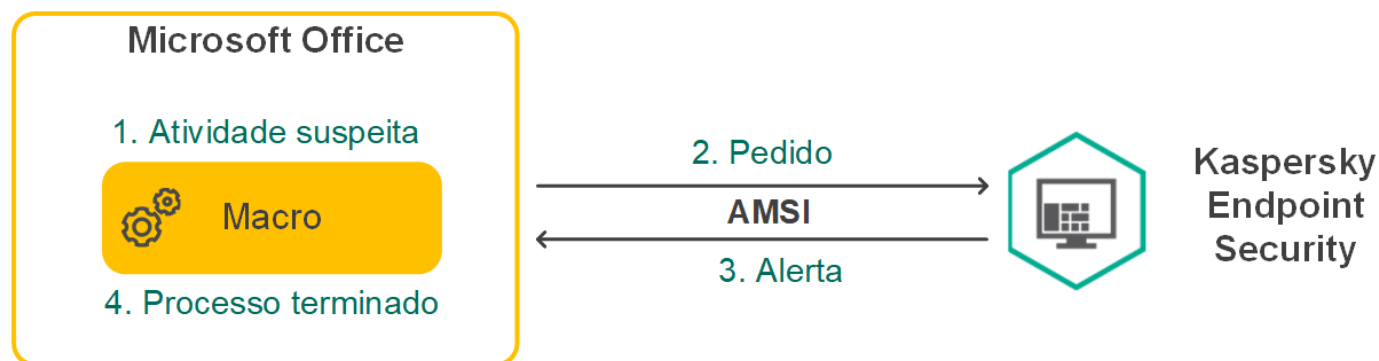 Microsoft Office
1. Atividade suspeita
Macro
4. Processo terminado
2. Pedido
AMSI
3. Alerta
Kaspersky
Endpoint
Security